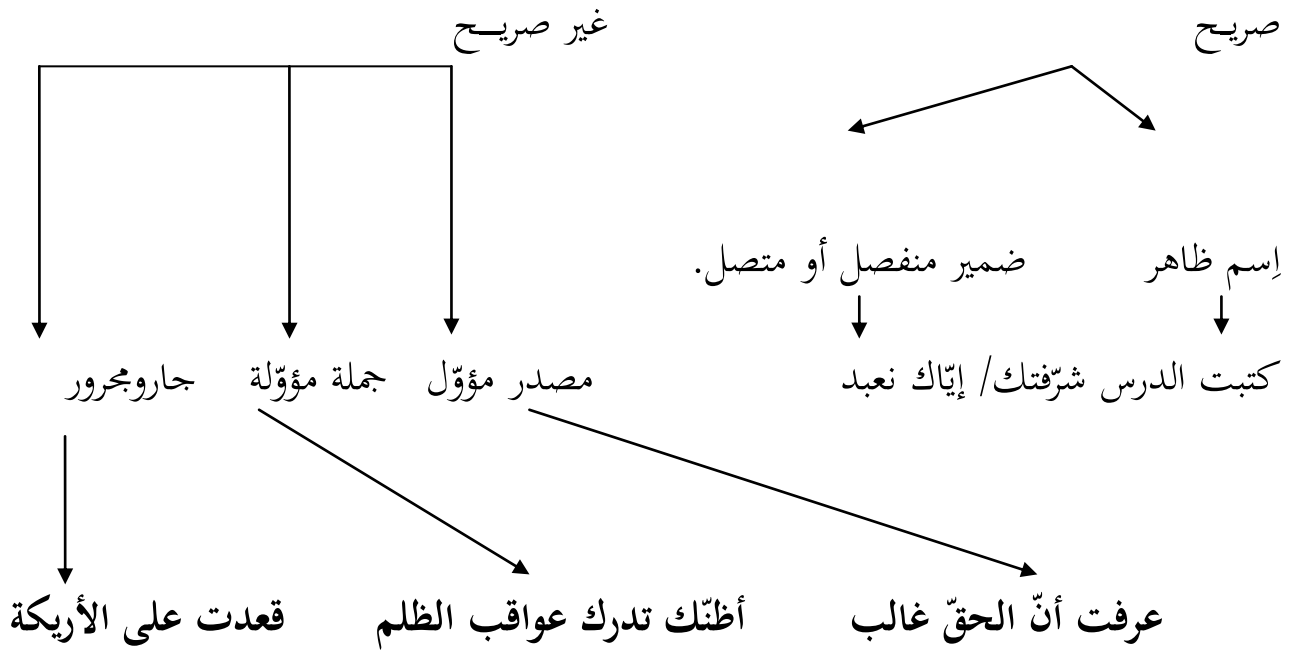 صريح غير صريح
اِسم ظاهر ضمير منفصل أو متصل.
كتبت الدرس شرّفتك/ إيّاك نعبد مصدر مؤوّل جملة مؤوّلة جارومجرور
عرفت أنّ الحقّ غالب أظنّك تدرك عواقب الظلم قعدت على الأريكة